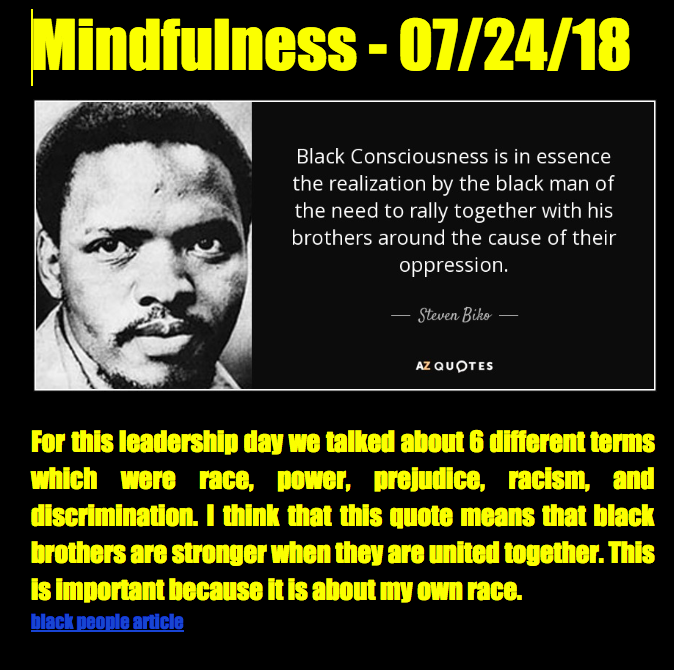 Mindfulness - 07/24/18
Black Consciousness is in essence
the realization by the black man of
the need to rally together with his
brothers around the cause of their
oppression.
Steven Biko
AZ QUOTES
For this leadership day we talked about 6 different terms
which were race, power, prejudice, racism, and
discrimination. I think that this quote means that black
brothers are stronger when they are united together. This
is important because it is about my own race.
black people article